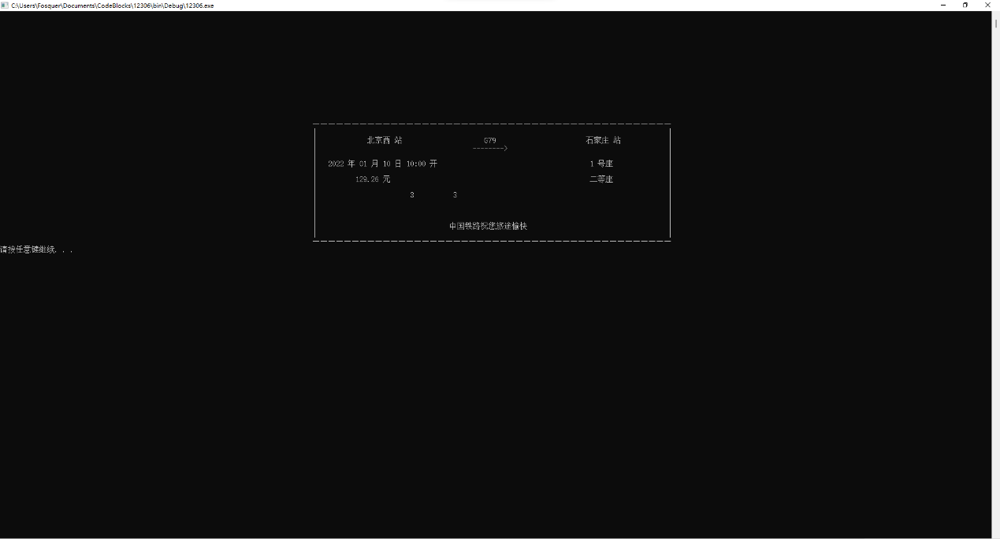 C:\Users\Fosquer\Documents\CodeBlocks\12306\bin\Debug\12306.exe
北京西 站 G79 石家庄 站
-------->
2022 年 01 月 10 日 10:00 开 1 号座
129.26 元 二等座
3 3
中国铁路祝您旅途愉快
请按任意键继续. . .